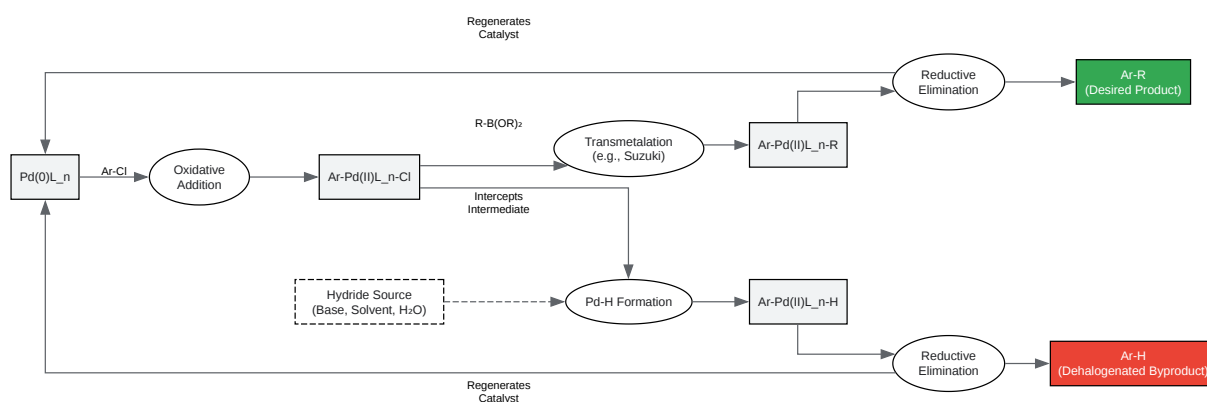 Regenerates
Catalyst
Reductive
Elimination
Ar-R
(Desired Product)
R-B(OR)₂
Transmetalation
(e.g., Suzuki)
Ar-Pd(II)L_n-R
Pd(0)L_n
Ar-Cl
Oxidative
Addition
Ar-Pd(II)L_n-Cl
Intercepts
Intermediate
Hydride Source
(Base, Solvent, H₂O)
Pd-H Formation
Ar-Pd(II)L_n-H
Reductive
Elimination
Ar-H
(Dehalogenated Byproduct)
Regenerates
Catalyst